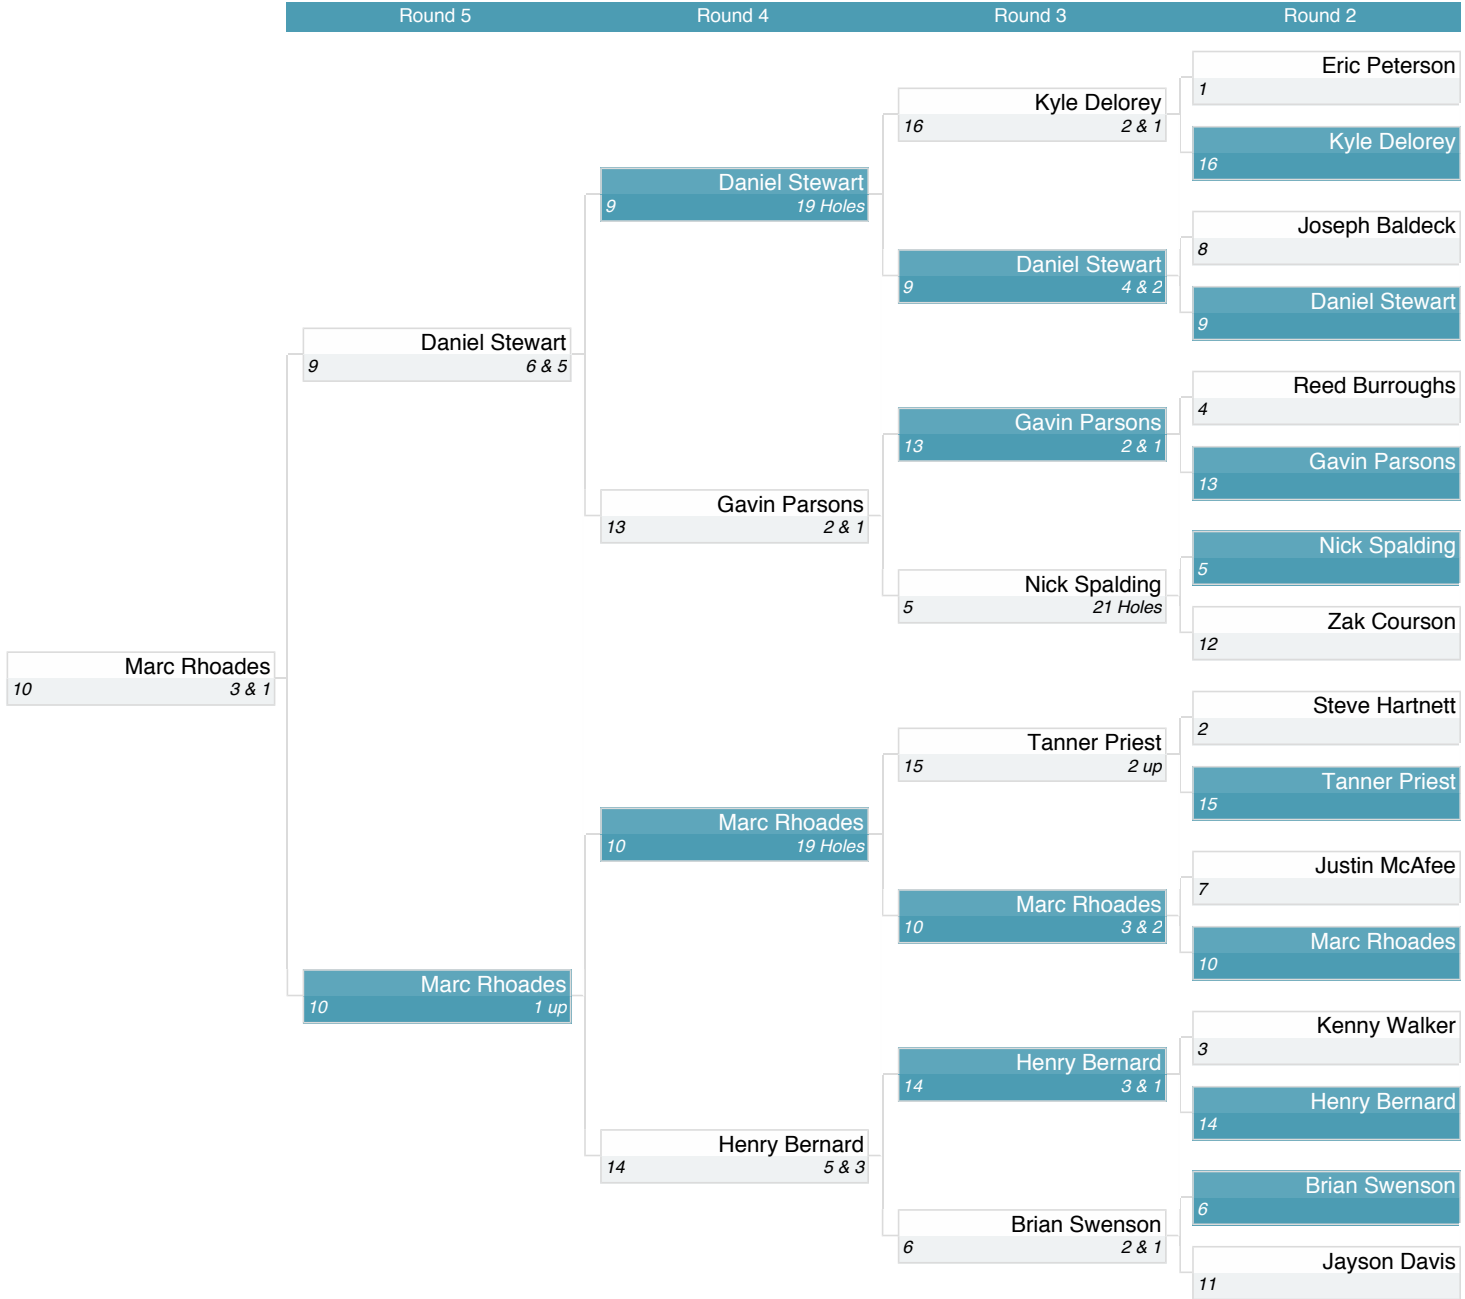 Round 5 Round 4 Round 3 Round 2
Eric Peterson
1
Kyle Delorey
16 2 & 1
Kyle Delorey
16
Daniel Stewart
9 19 Holes
Joseph Baldeck
8
Daniel Stewart
9 4 & 2
Daniel Stewart
9
Daniel Stewart
9 6 & 5
Reed Burroughs
4
Gavin Parsons
13 2 & 1
Gavin Parsons
13
Gavin Parsons
13 2 & 1
Nick Spalding
5
Nick Spalding
5 21 Holes
Zak Courson
12
Marc Rhoades
10 3 & 1
Steve Hartnett
2
Tanner Priest
15 2 up
Tanner Priest
15
Marc Rhoades
10 19 Holes
Justin McAfee
7
Marc Rhoades
10 3 & 2
Marc Rhoades
10
Marc Rhoades
10 1 up
Kenny Walker
3
Henry Bernard
14 3 & 1
Henry Bernard
14
Henry Bernard
14 5 & 3
Brian Swenson
6
Brian Swenson
6 2 & 1
Jayson Davis
11